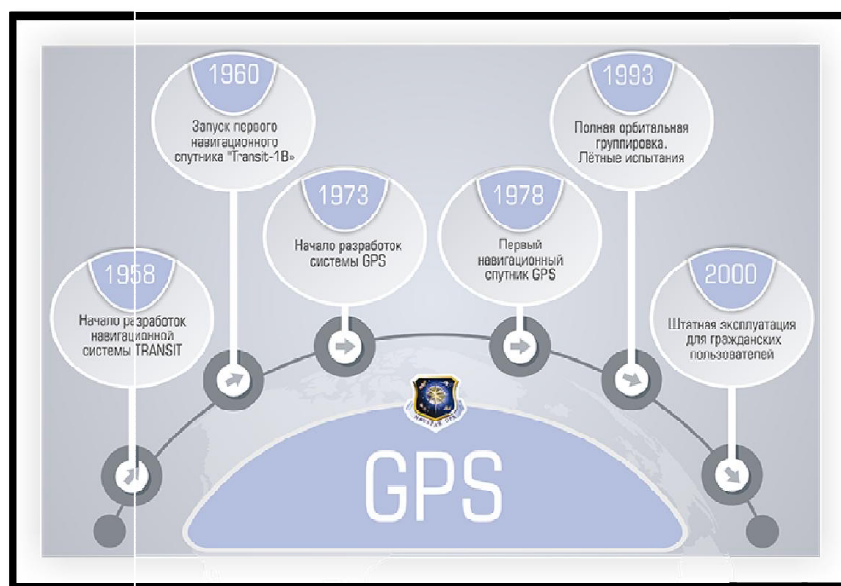 1958
Начало разработок
навигационной
системы TRANSIT
1960
Запуск первого
навигационного
спутника "Transit-1B»
1973
Начало разработок
системы GPS
1978
Первый
навигационный
спутник GPS
1993
Полная орбитальная
группировка.
Лётные испытания
2000
Штатная эксплуатация
для гражданских
пользователей
GPS